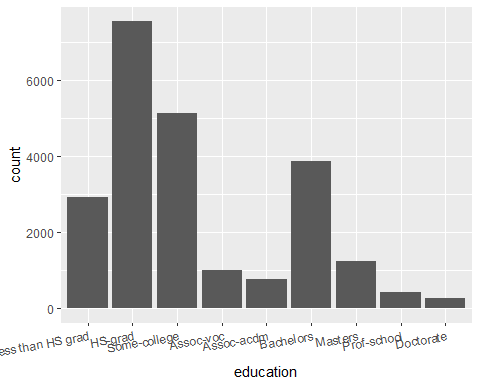 6000
4000
2000
0
count
ess than HS grad
HS-grad
Some-college
Assoc-voc
Assoc-acdm
Bachelors
Masters
Prof-school
Doctorate
education